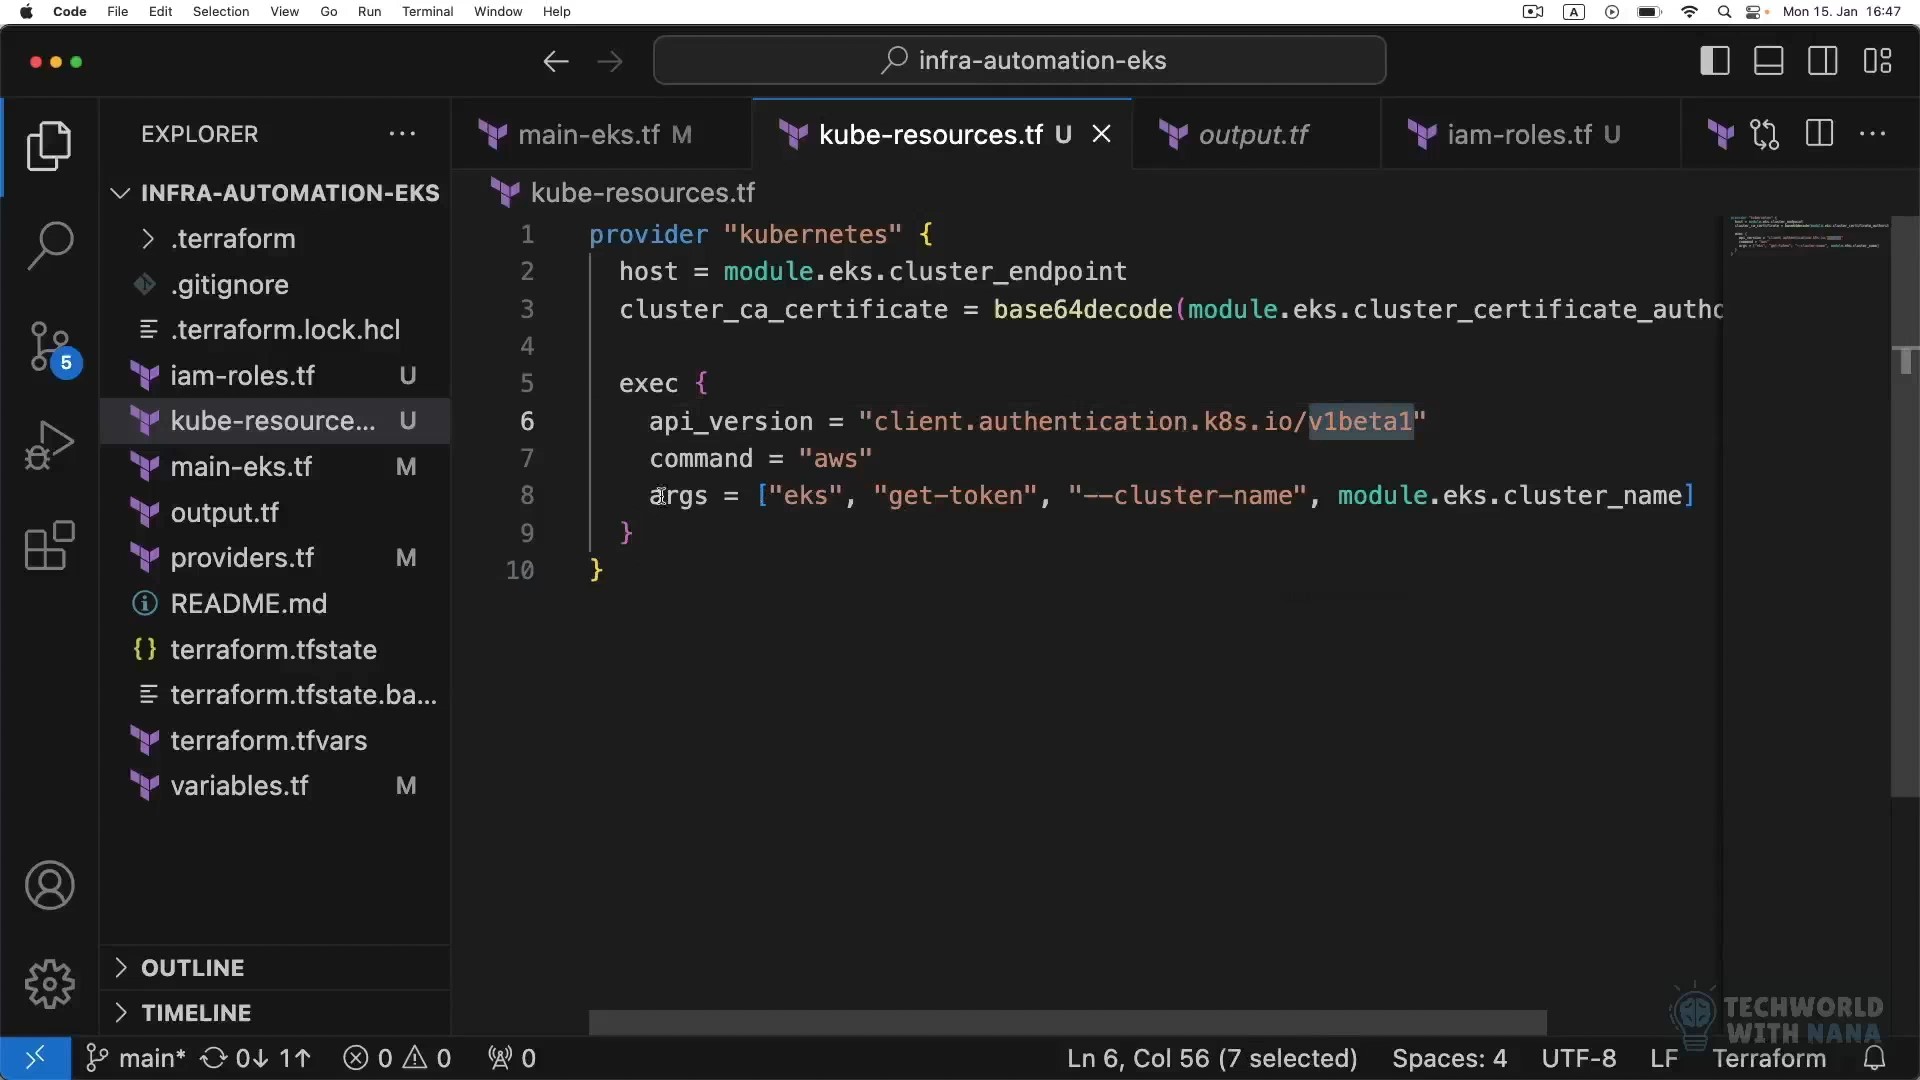 Code File Edit Selection View Go Run Terminal Window Help A Mon 15. Jan 16:47
infra-automation-eks
EXPLORER
main-eks.tf M
kube-resources.tf U
output.tf
iam-roles.tf U
INFRA-AUTOMATION-EKS
.terraform
.gitignore
.terraform.lock.hcl
iam-roles.tf U
kube-resource... U
main-eks.tf M
output.tf
providers.tf M
README.md
{} terraform.tfstate
terraform.tfstate.ba...
terraform.tfvars
variables.tf M
OUTLINE
TIMELINE
5
kube-resources.tf
1 provider "kubernetes" {
2 host = module.eks.cluster_endpoint
3 cluster_ca_certificate = base64decode(module.eks.cluster_certificate_autho
4
5 exec {
6 api_version = "client.authentication.k8s.io/v1beta1"
7 command = "aws"
8 args = ["eks", "get-token", "--cluster-name", module.eks.cluster_name]
9 }
10 }
TECHWORLD
WITH NANA
main* 0↓ 1↑ 0 0 0 Ln 6, Col 56 (7 selected) Spaces: 4 UTF-8 LF Terraform